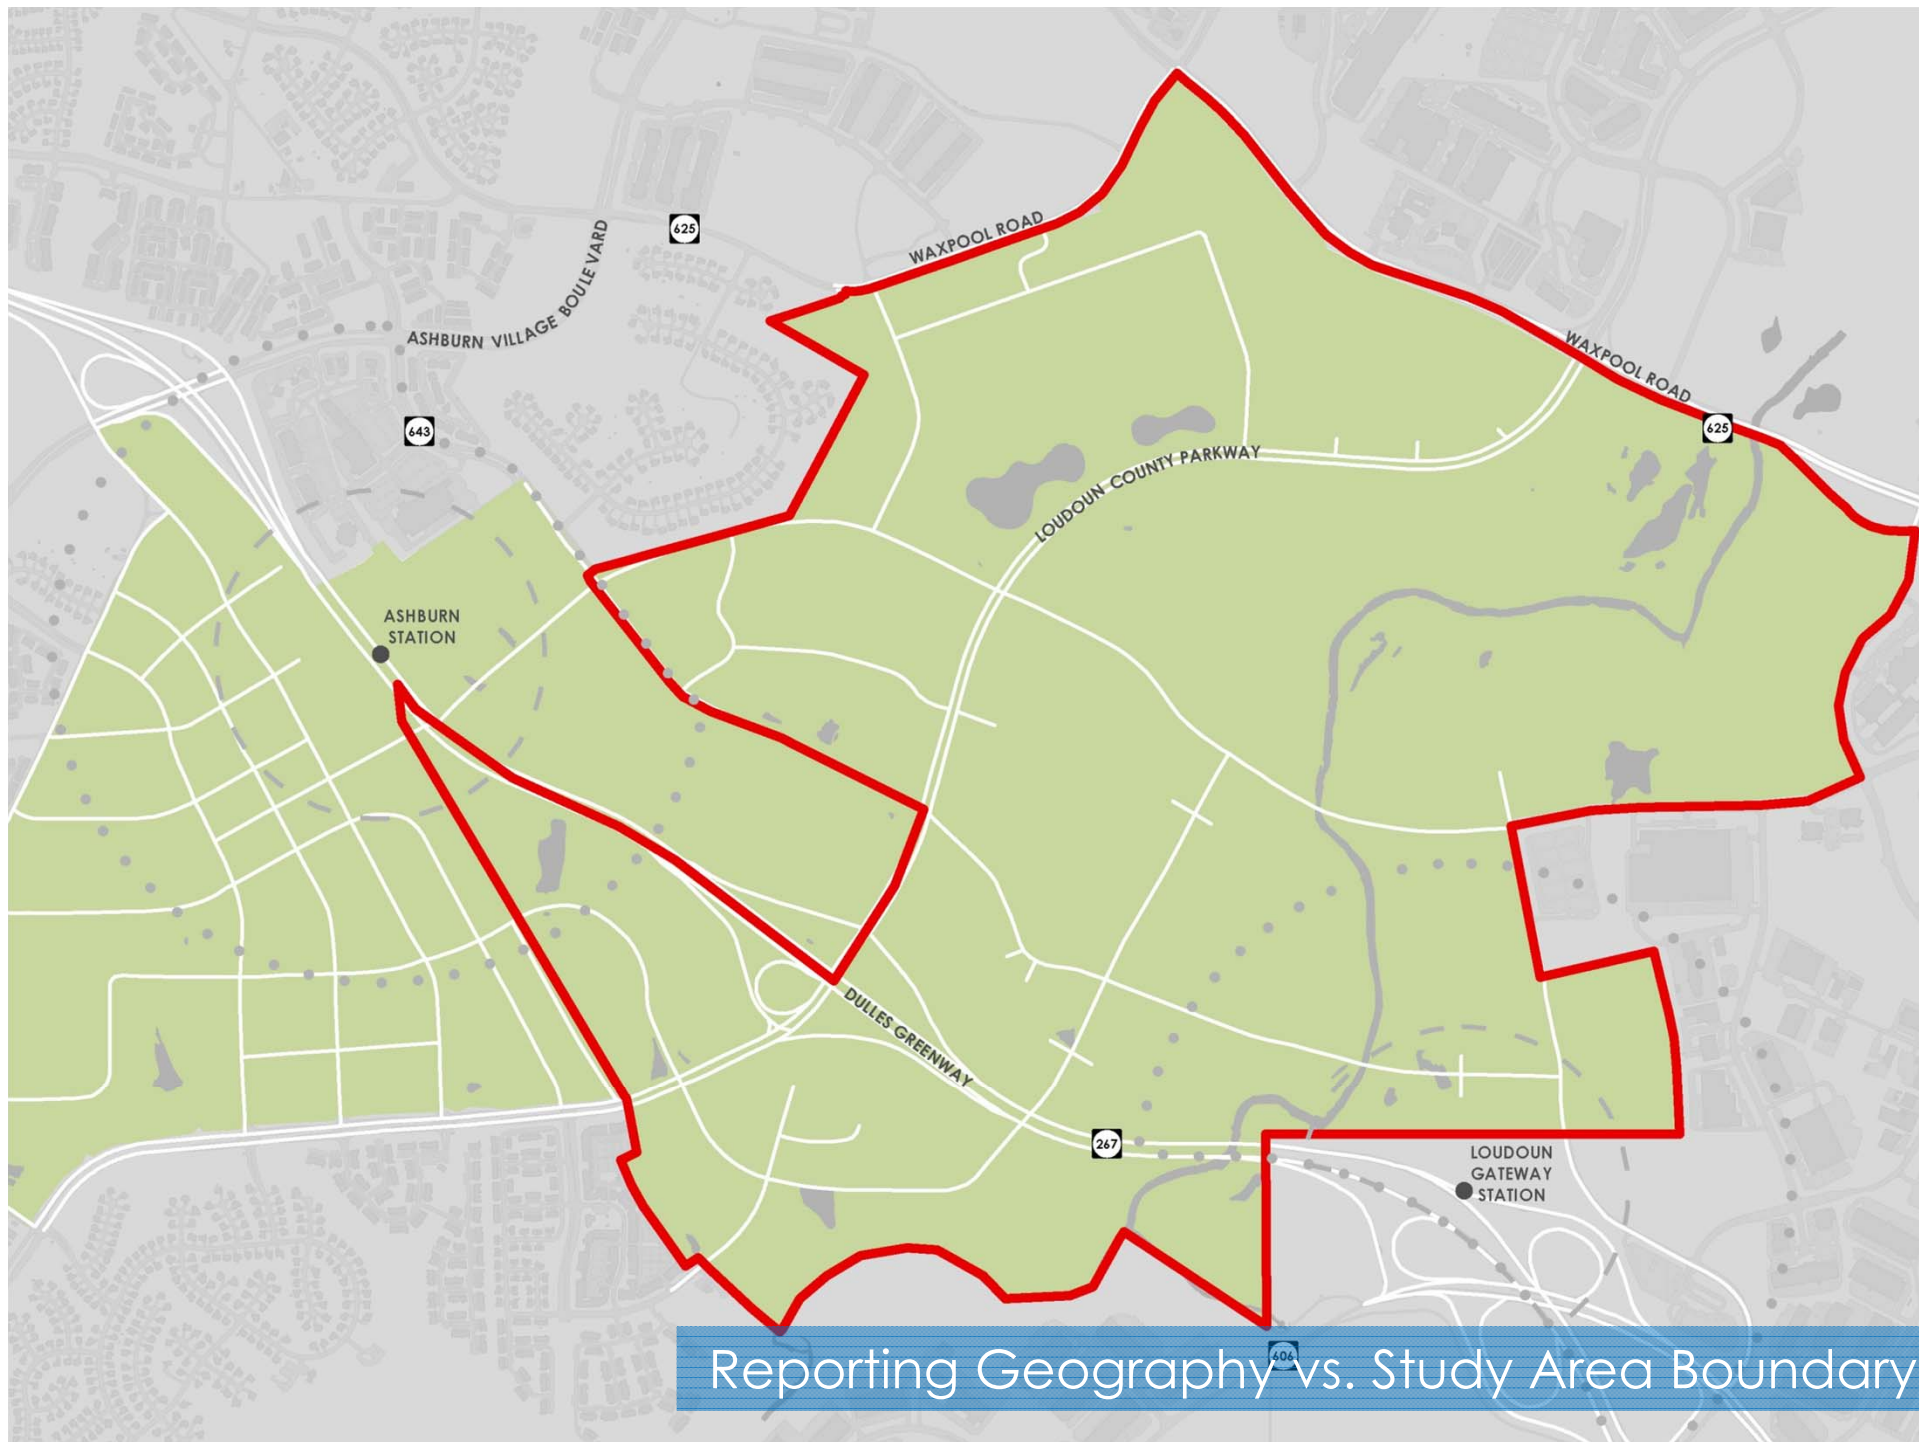 625
WAXPOOL ROAD
ASHBURN VILLAGE BOULEVARD
WAXPOOL ROAD
643
625
LOUDOUN COUNTY PARKWAY
ASHBURN
STATION
DULLES GREENWAY
267
LOUDOUN
GATEWAY
STATION
606
Reporting Geography vs. Study Area Boundary